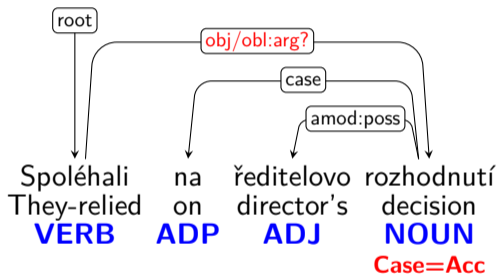 root
obj/obl:arg?
case
amod:poss
Spoléhali na ředitelovo rozhodnutí
They-relied on director's decision
VERB ADP ADJ NOUN
Case=Acc